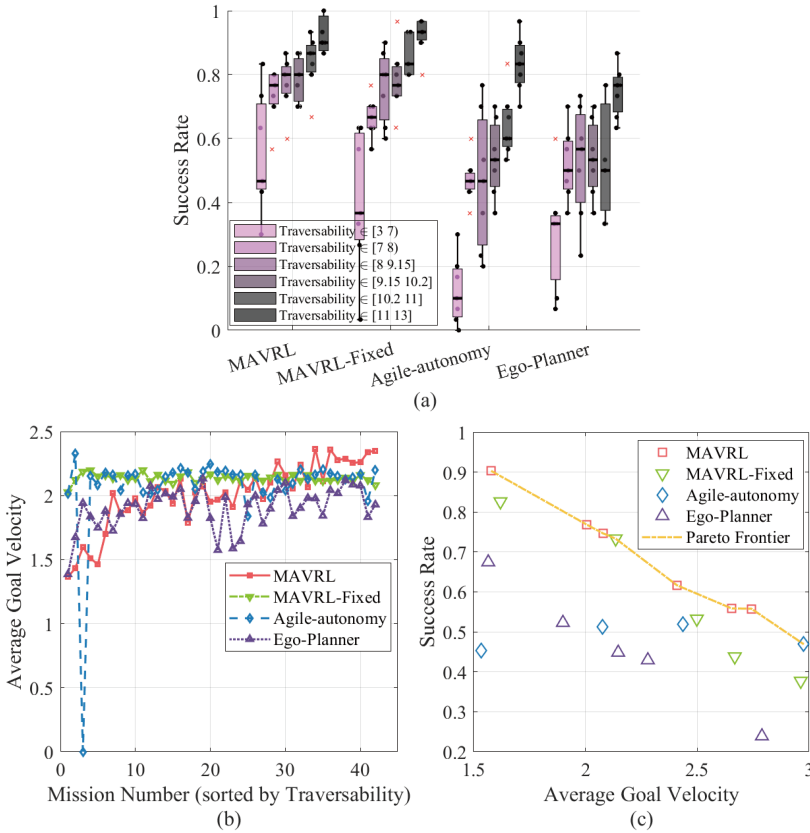 1
0.8
0.6
0.4
0.2
0
Success Rate
Traversability ∈ [3 7)
Traversability ∈ [7 8)
Traversability ∈ [8 9.15]
Traversability ∈ [9.15 10.2]
Traversability ∈ [10.2 11]
Traversability ∈ [11 13]
MAVRL
MAVRL-Fixed
Agile-autonomy
Ego-Planner
(a)
2.5
2
1.5
1
0.5
0
Average Goal Velocity
MAVRL
MAVRL-Fixed
Agile-autonomy
Ego-Planner
0 10 20 30 40
Mission Number (sorted by Traversability)
(b)
1
0.9
0.8
0.7
0.6
0.5
0.4
0.3
0.2
Success Rate
MAVRL
MAVRL-Fixed
Agile-autonomy
Ego-Planner
Pareto Frontier
1.5 2 2.5 3
Average Goal Velocity
(c)